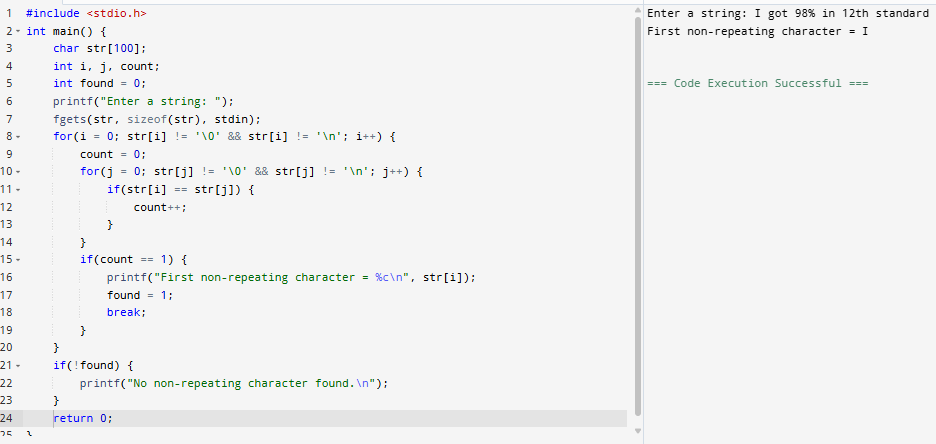 1 #include <stdio.h>
2 int main() {
3 char str[100];
4 int i, j, count;
5 int found = 0;
6 printf("Enter a string: ");
7 fgets(str, sizeof(str), stdin);
8 for(i = 0; str[i] != '\0' && str[i] != '\n'; i++) {
9 count = 0;
10 for(j = 0; str[j] != '\0' && str[j] != '\n'; j++) {
11 if(str[i] == str[j]) {
12 count++;
13 }
14 }
15 if(count == 1) {
16 printf("First non-repeating character = %c\n", str[i]);
17 found = 1;
18 break;
19 }
20 }
21 if(!found) {
22 printf("No non-repeating character found.\n");
23 }
24 return 0;
25 }
Enter a string: I got 98% in 12th standard
First non-repeating character = I
=== Code Execution Successful ===